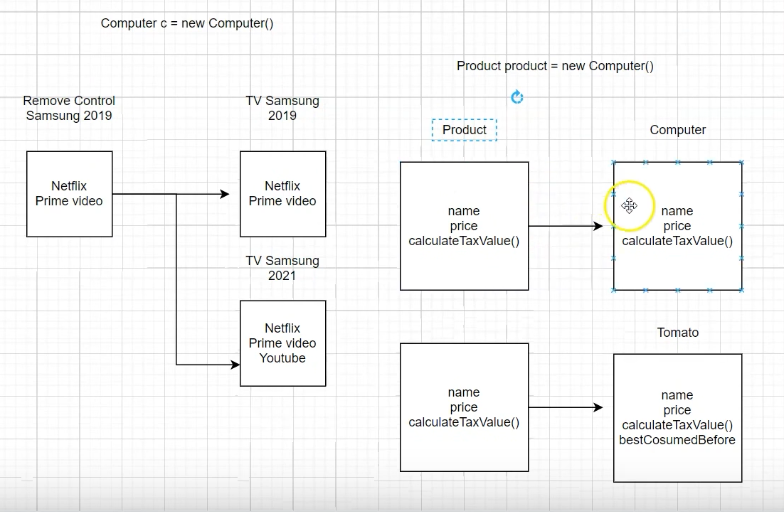 Computer c = new Computer()
Product product = new Computer()
Remove Control
Samsung 2019
Netflix
Prime video
TV Samsung
2019
Netflix
Prime video
TV Samsung
2021
Netflix
Prime video
Youtube
Product
name
price
calculateTaxValue()
Computer
name
price
calculateTaxValue()
name
price
calculateTaxValue()
Tomato
name
price
calculateTaxValue()
bestCosumedBefore